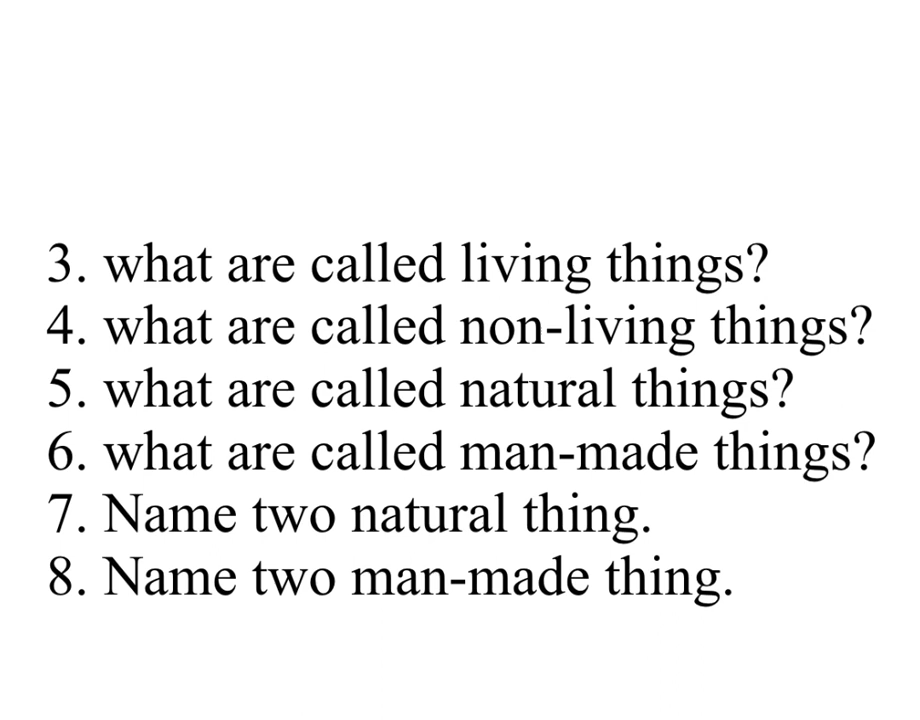 3. what are called living things?
4. what are called non-living things?
5. what are called natural things?
6. what are called man-made things?
7. Name two natural thing.
8. Name two man-made thing.